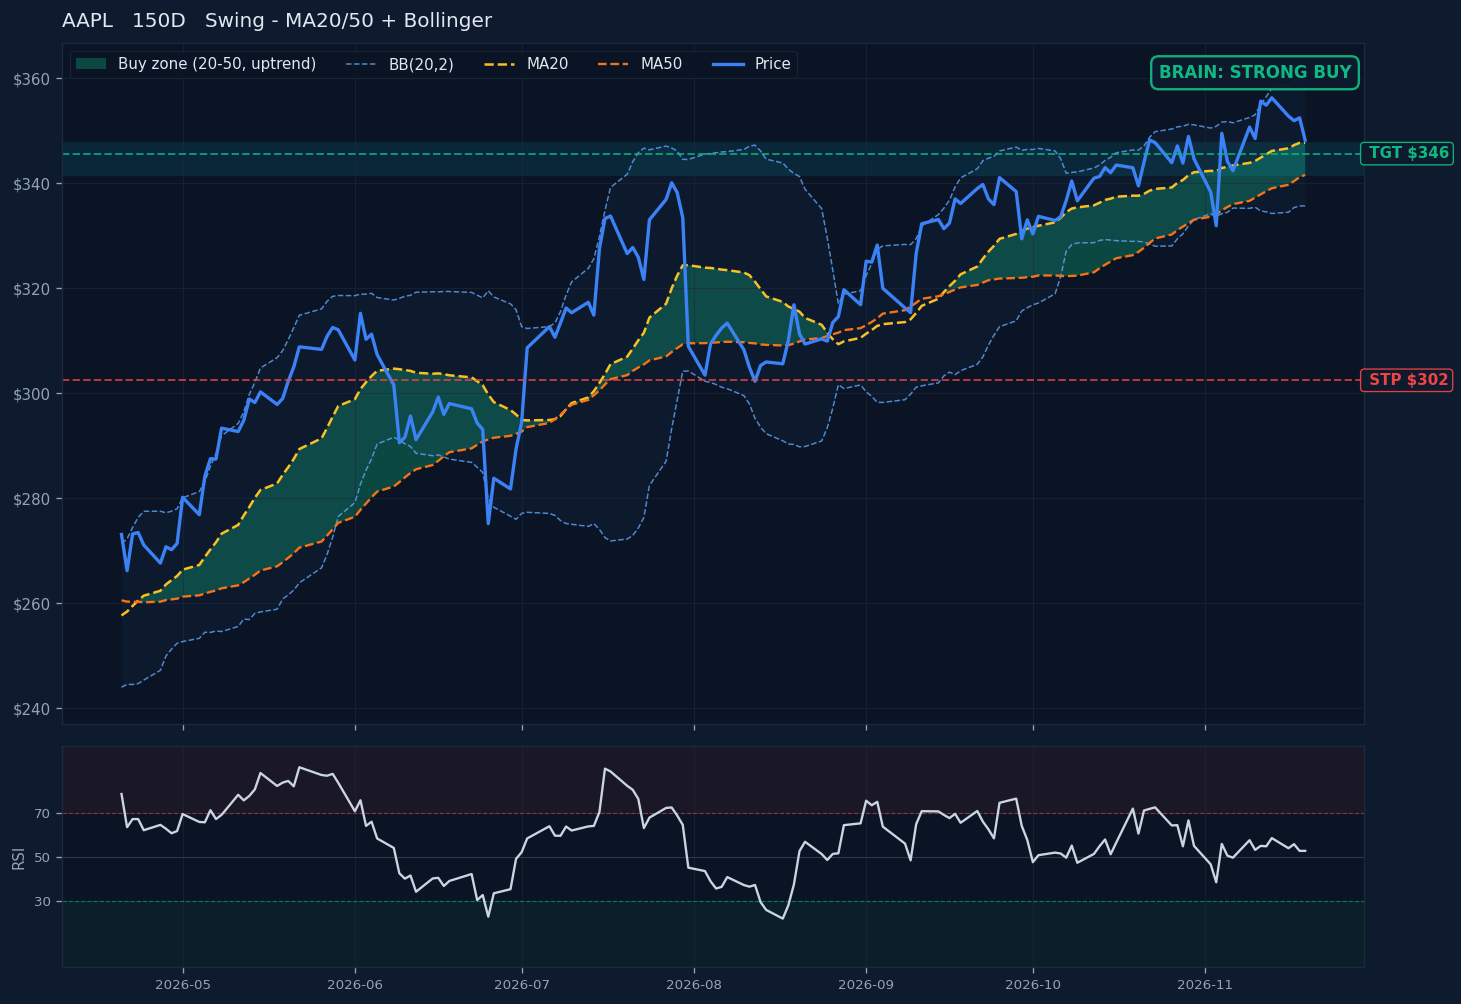 AAPL 150D Swing - MA20/50 + Bollinger
Buy zone (20-50, uptrend) BB(20,2) MA20 MA50 Price
BRAIN: STRONG BUY
$360
$340
$320
$300
$280
$260
$240
TGT $346
STP $302
RSI
70
50
30
2026-05 2026-06 2026-07 2026-08 2026-09 2026-10 2026-11